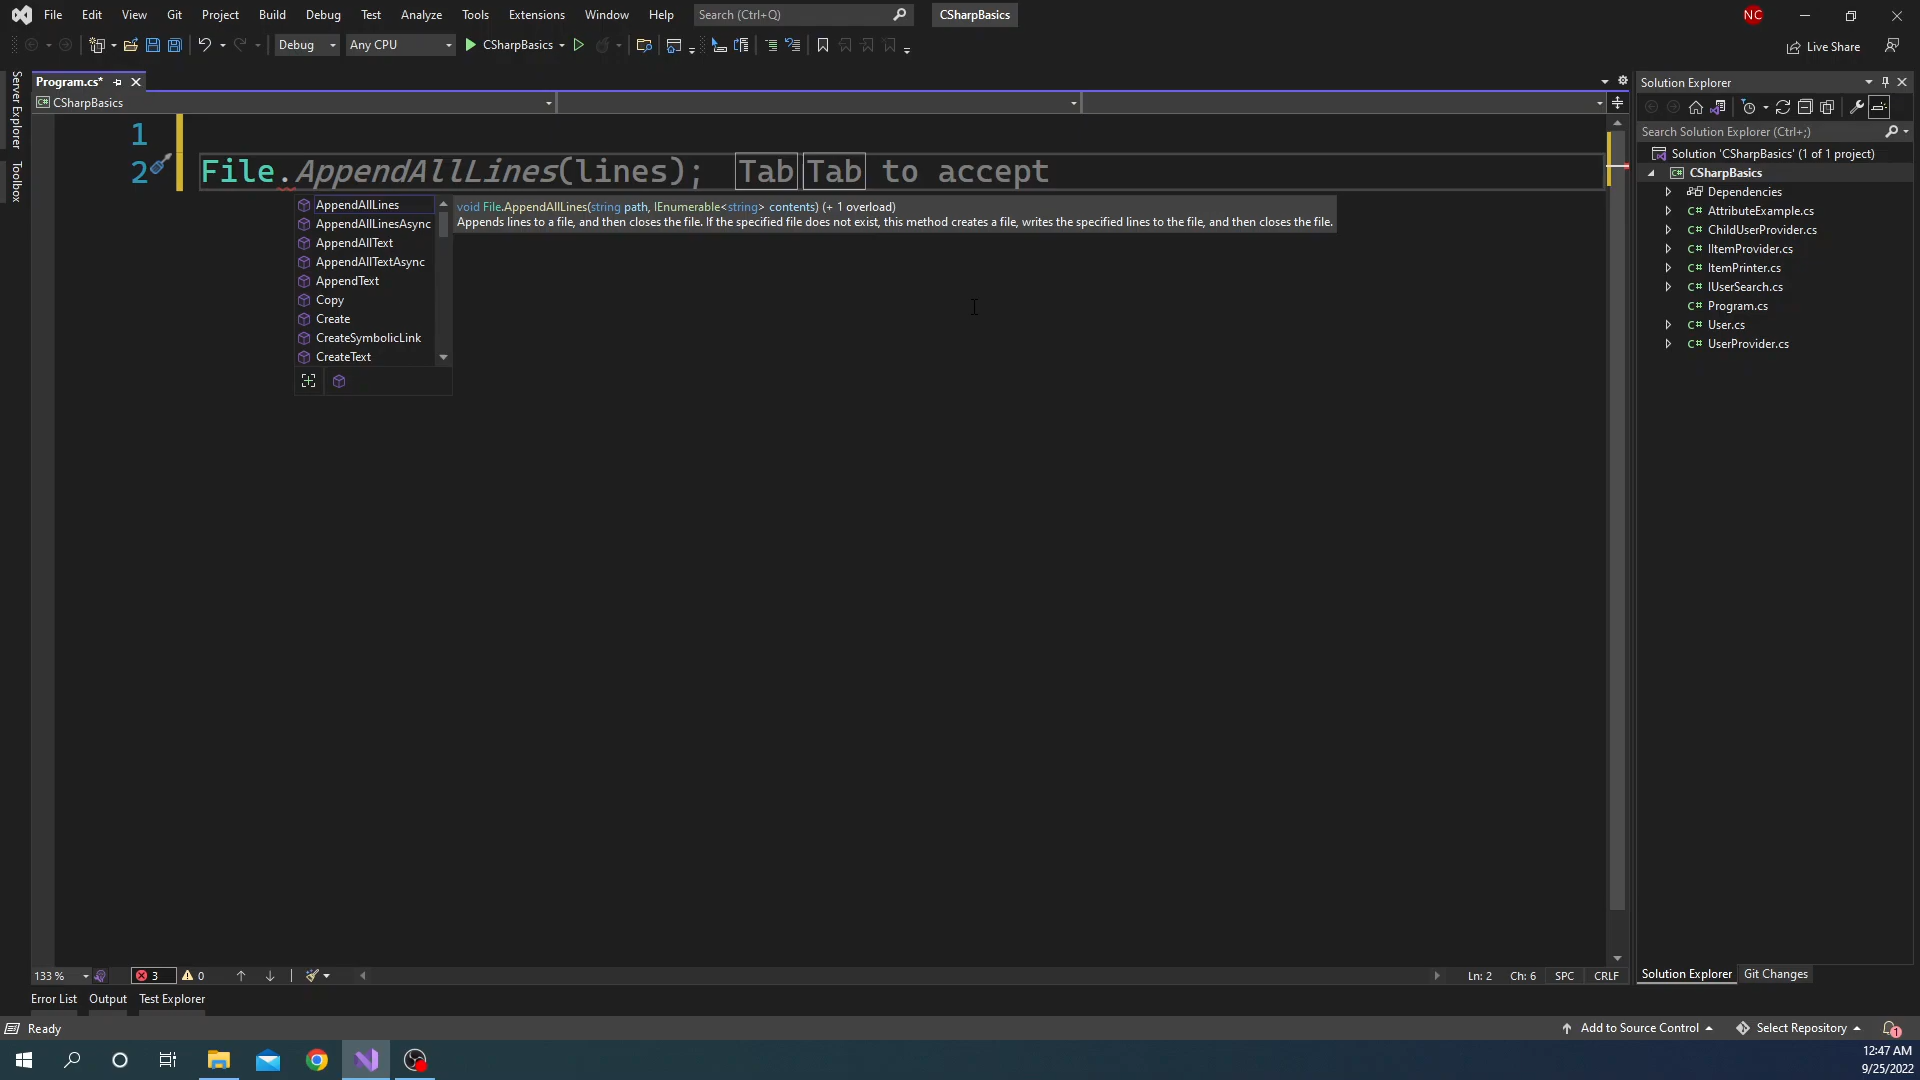 File Edit View Git Project Build Debug Test Analyze Tools Extensions Window Help Search (Ctrl+Q) CSharpBasics NC
Debug Any CPU CSharpBasics Live Share
Server Explorer
Toolbox
Program.cs*
C# CSharpBasics
1
2 File.AppendAllLines(lines); Tab Tab to accept
AppendAllLines
AppendAllLinesAsync
AppendAllText
AppendAllTextAsync
AppendText
Copy
Create
CreateSymbolicLink
CreateText
void File.AppendAllLines(string path, IEnumerable<string> contents) (+ 1 overload)
Appends lines to a file, and then closes the file. If the specified file does not exist, this method creates a file, writes the specified lines to the file, and then closes the file.
Solution Explorer
Search Solution Explorer (Ctrl+;)
Solution 'CSharpBasics' (1 of 1 project)
C# CSharpBasics
Dependencies
C# AttributeExample.cs
C# ChildUserProvider.cs
C# IItemProvider.cs
C# ItemPrinter.cs
C# IUserSearch.cs
C# Program.cs
C# User.cs
C# UserProvider.cs
133 % 3 0 Ln: 2 Ch: 6 SPC CRLF
Solution Explorer Git Changes
Error List Output Test Explorer
Ready Add to Source Control Select Repository 1
12:47 AM
9/25/2022